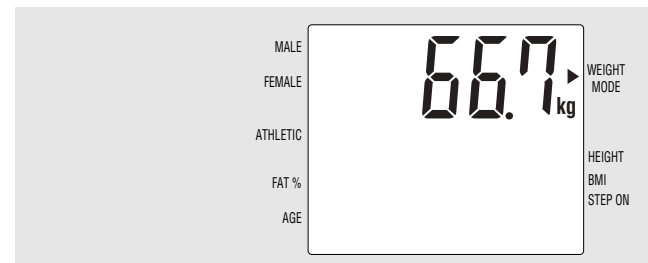 MALE
FEMALE
ATHLETIC
FAT %
AGE
66.7 kg
WEIGHT
MODE
HEIGHT
BMI
STEP ON